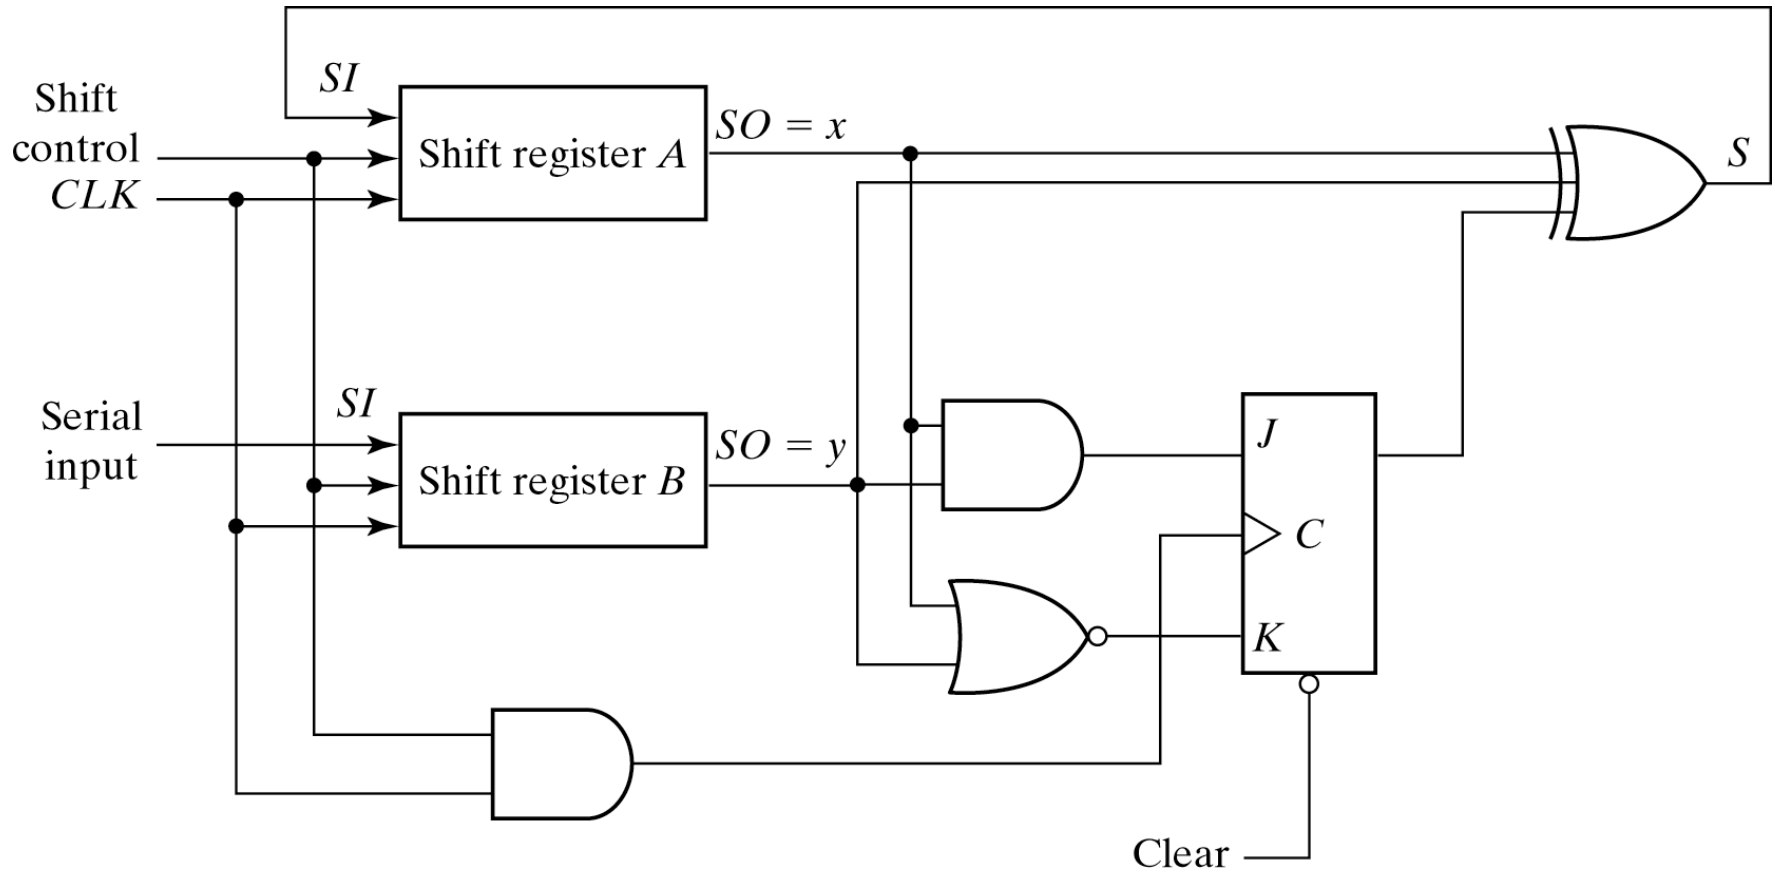 SI
Shift
control
CLK
Shift register A
SO = x
S
Serial
input
SI
Shift register B
SO = y
J
C
K
Clear